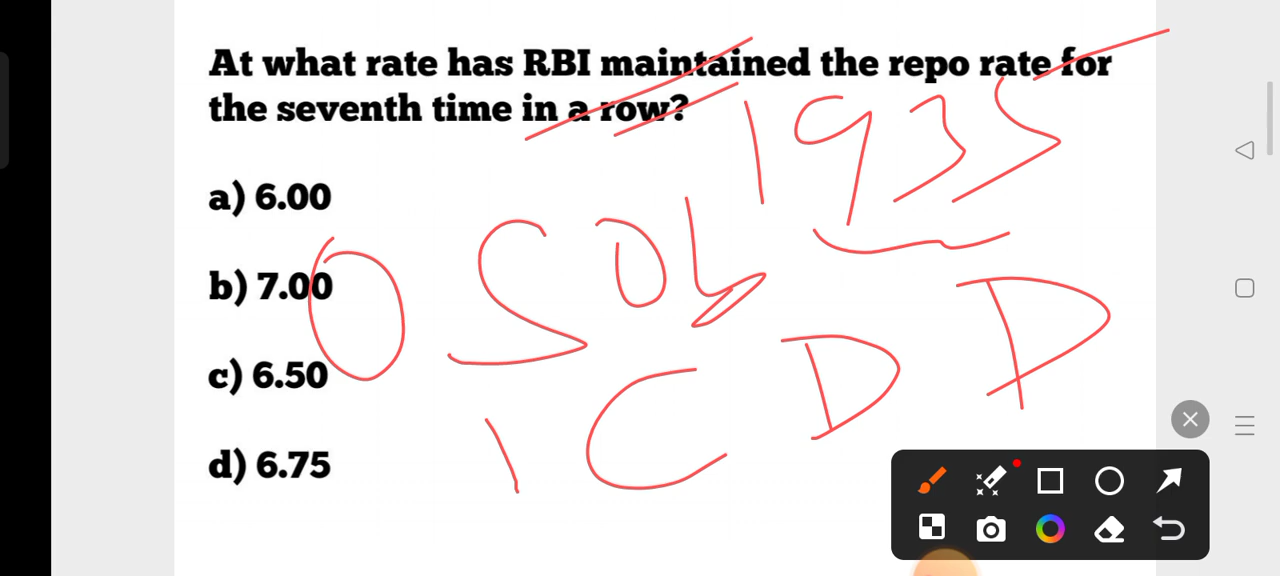 At what rate has RBI maintained the repo rate for
the seventh time in a row?
1935
a) 6.00
b) 7.00
c) 6.50
d) 6.75